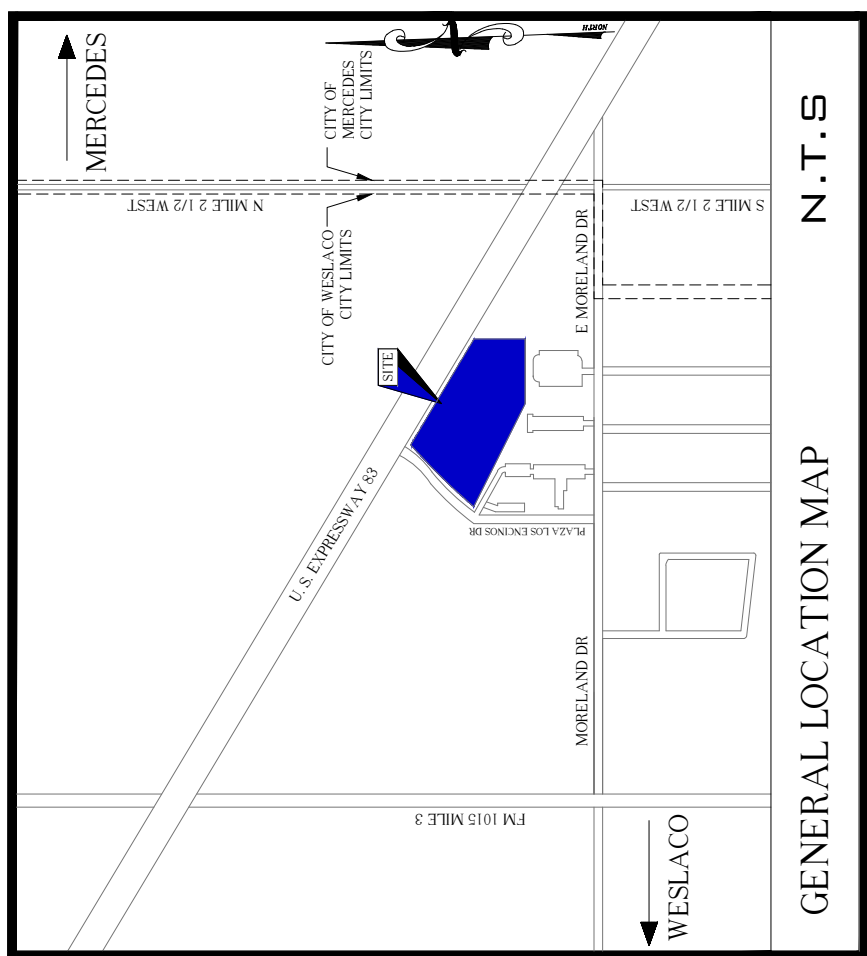 NORTH
MERCEDES
CITY OF
MERCEDES
CITY LIMITS
N MILE 2 1/2 WEST
S MILE 2 1/2 WEST
CITY OF WESLACO
CITY LIMITS
E MORELAND DR
SITE
U.S. EXPRESSWAY 83
PLAZA LOS ENCINOS DR
MORELAND DR
FM 1015 MILE 3
WESLACO
GENERAL LOCATION MAP
N.T.S